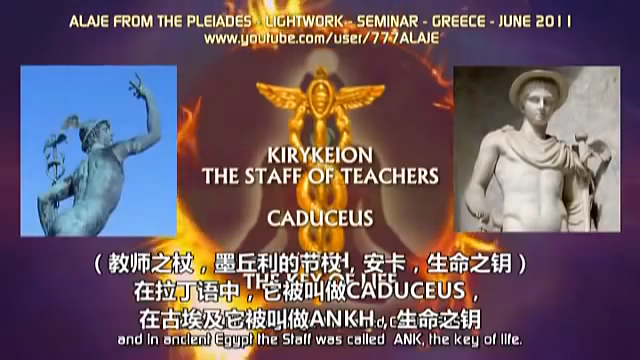 ALAJE FROM THE PLEIADES - LIGHTWORK - SEMINAR - GREECE - JUNE 2011
www.youtube.com/user/777ALAJE
KIRYKEION
THE STAFF OF TEACHERS
CADUCEUS
（教师之杖，墨丘利的节杖，安卡，生命之钥）
THE KEY OF LIFE
在拉丁语中，它被叫做CADUCEUS，
在古埃及它被叫做ANKH，生命之钥
and in ancient Egypt the Staff was called ANK, the key of life.